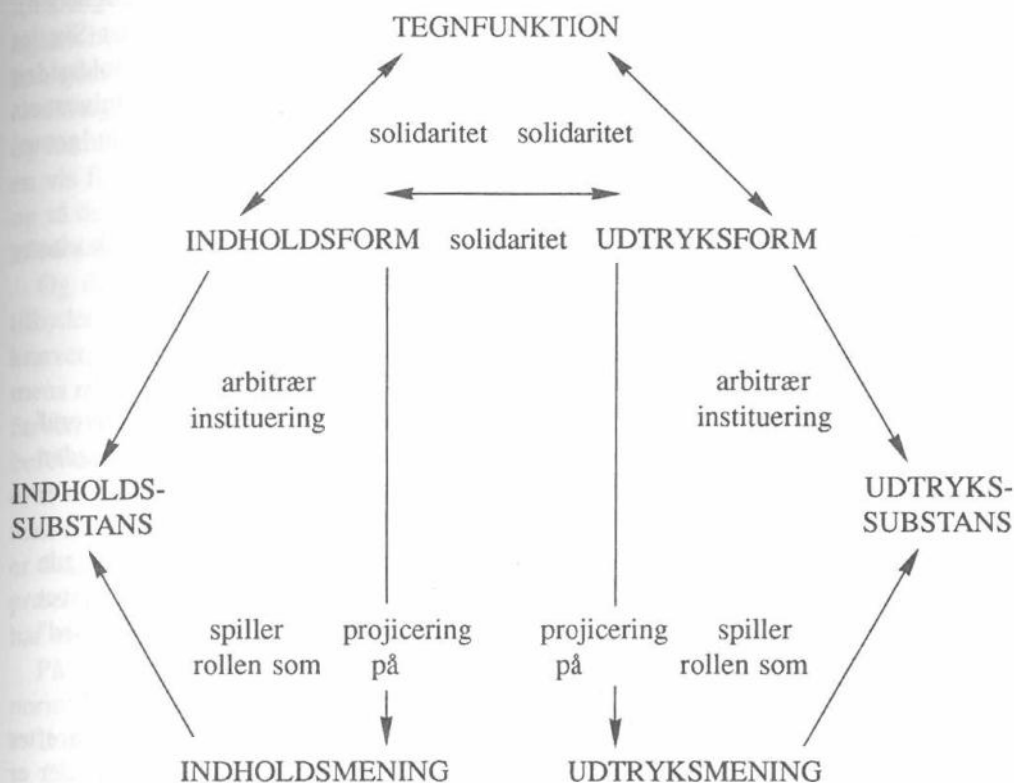 TEGNFUNKTION
solidaritet solidaritet
INDHOLDSFORM solidaritet UDTRYKSFORM
arbitrær
instituering
arbitrær
instituering
INDHOLDS-
SUBSTANS
UDTRYKS-
SUBSTANS
spiller
rollen som
projicering
på
projicering
på
spiller
rollen som
INDHOLDSMENING
UDTRYKSMENING